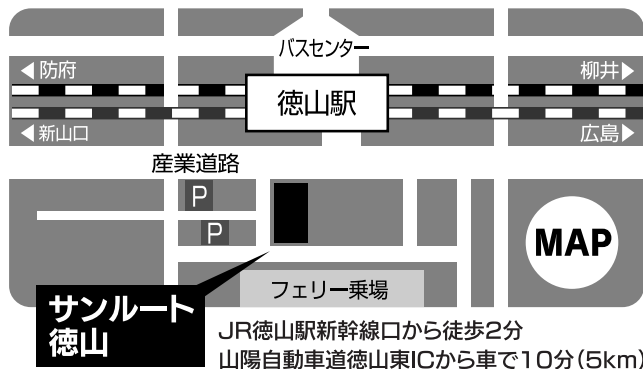 バスセンター
◀防府
柳井▶
徳山駅
◀新山口
広島▶
産業道路
P
P
MAP
フェリー乗場
サンルート
徳山
JR徳山駅新幹線口から徒歩2分
山陽自動車道徳山東ICから車で10分(5km)